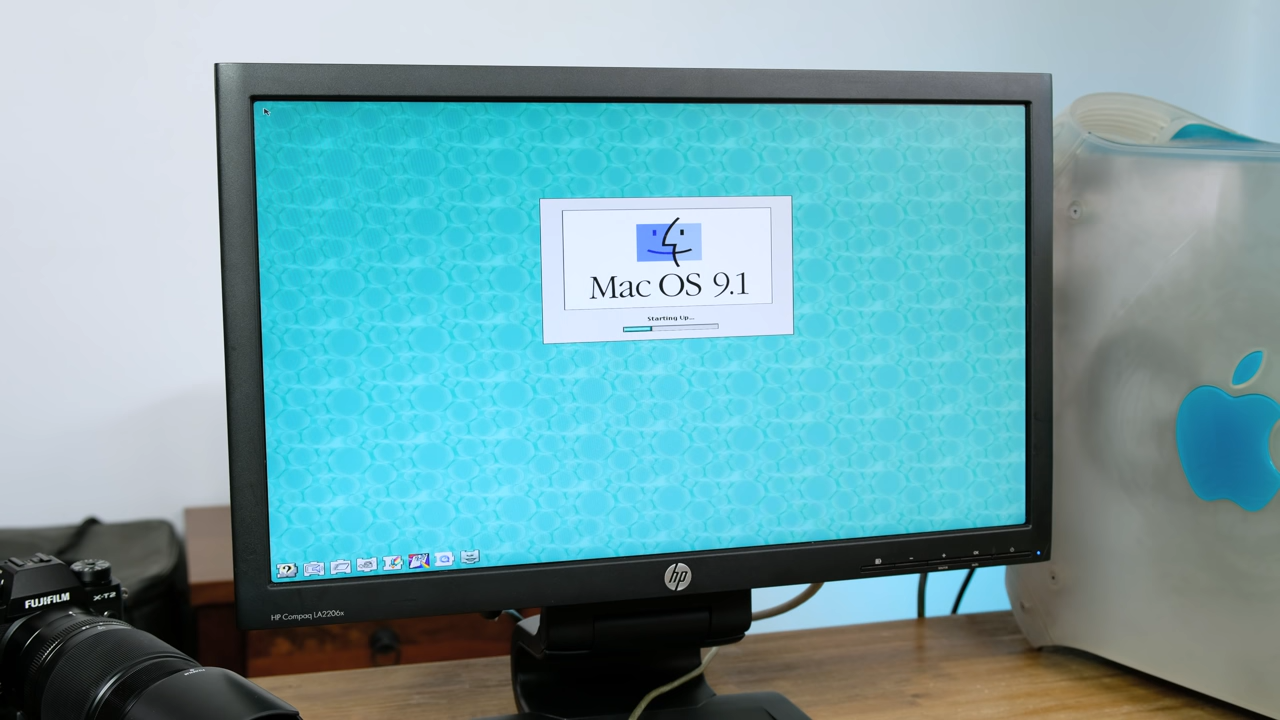 Mac OS 9.1
Starting Up...
hp
HP Compaq LA2206x
FUJIFILM
X-T2